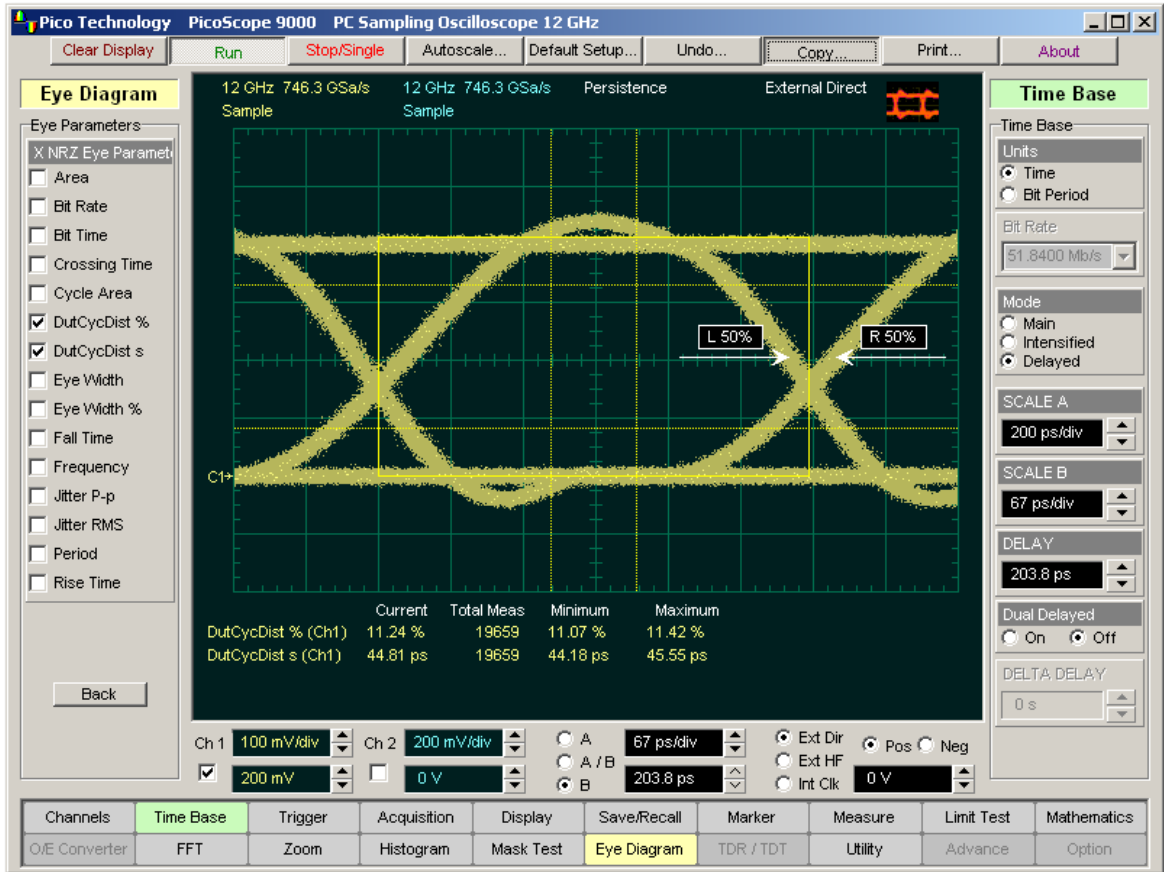 Pico Technology PicoScope 9000 PC Sampling Oscilloscope 12 GHz
Clear Display Run Stop/Single Autoscale... Default Setup... Undo... Copy... Print... About
Eye Diagram
Eye Parameters
X NRZ Eye Paramet
Area
Bit Rate
Bit Time
Crossing Time
Cycle Area
DutCycDist %
DutCycDist s
Eye Width
Eye Width %
Fall Time
Frequency
Jitter P-p
Jitter RMS
Period
Rise Time
Back
12 GHz 746.3 GSa/s 12 GHz 746.3 GSa/s Persistence External Direct
Sample Sample
L 50% R 50%
C1
Current Total Meas Minimum Maximum
DutCycDist % (Ch1) 11.24 % 19659 11.07 % 11.42 %
DutCycDist s (Ch1) 44.81 ps 19659 44.18 ps 45.55 ps
Time Base
Time Base
Units
Time
Bit Period
Bit Rate
51.8400 Mb/s
Mode
Main
Intensified
Delayed
SCALE A
200 ps/div
SCALE B
67 ps/div
DELAY
203.8 ps
Dual Delayed
On Off
DELTA DELAY
0 s
Ch 1 100 mV/div Ch 2 200 mV/div A 67 ps/div Ext Dir Pos Neg
A / B Ext HF
200 mV 0 V B 203.8 ps Int Clk 0 V
Channels Time Base Trigger Acquisition Display Save/Recall Marker Measure Limit Test Mathematics
O/E Converter FFT Zoom Histogram Mask Test Eye Diagram TDR / TDT Utility Advance Option